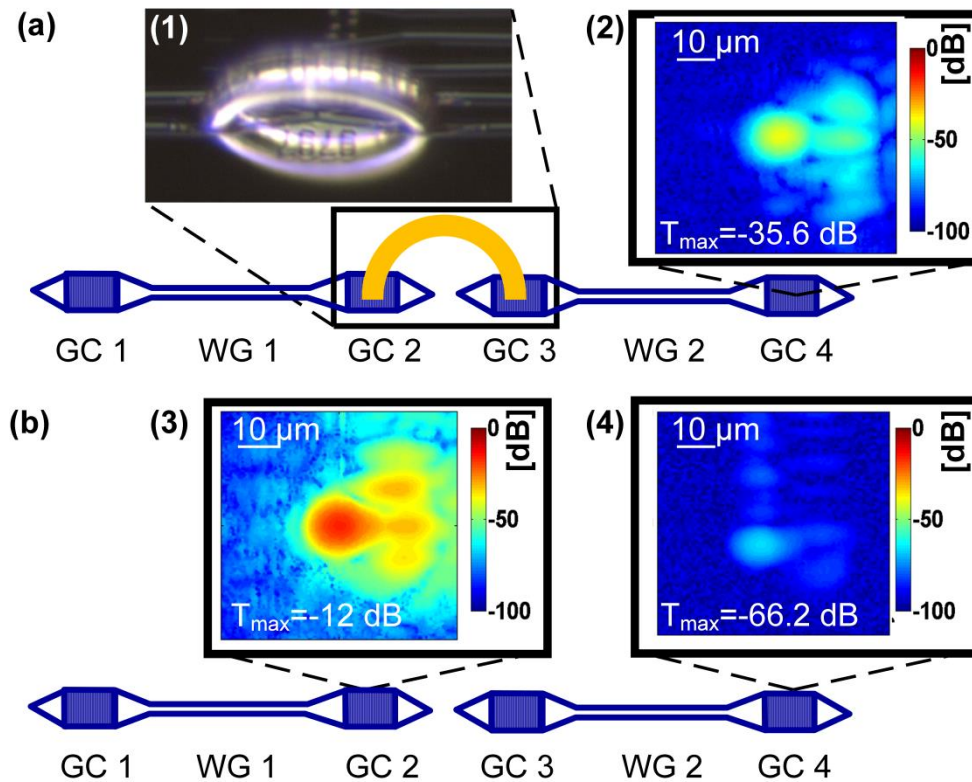 (a)
(1)
(2)
10 µm
0
-50
-100
[dB]
Tmax=-35.6 dB
GC 1
WG 1
GC 2
GC 3
WG 2
GC 4
(b)
(3)
10 µm
0
-50
-100
[dB]
Tmax=-12 dB
(4)
10 µm
0
-50
-100
[dB]
Tmax=-66.2 dB
GC 1
WG 1
GC 2
GC 3
WG 2
GC 4